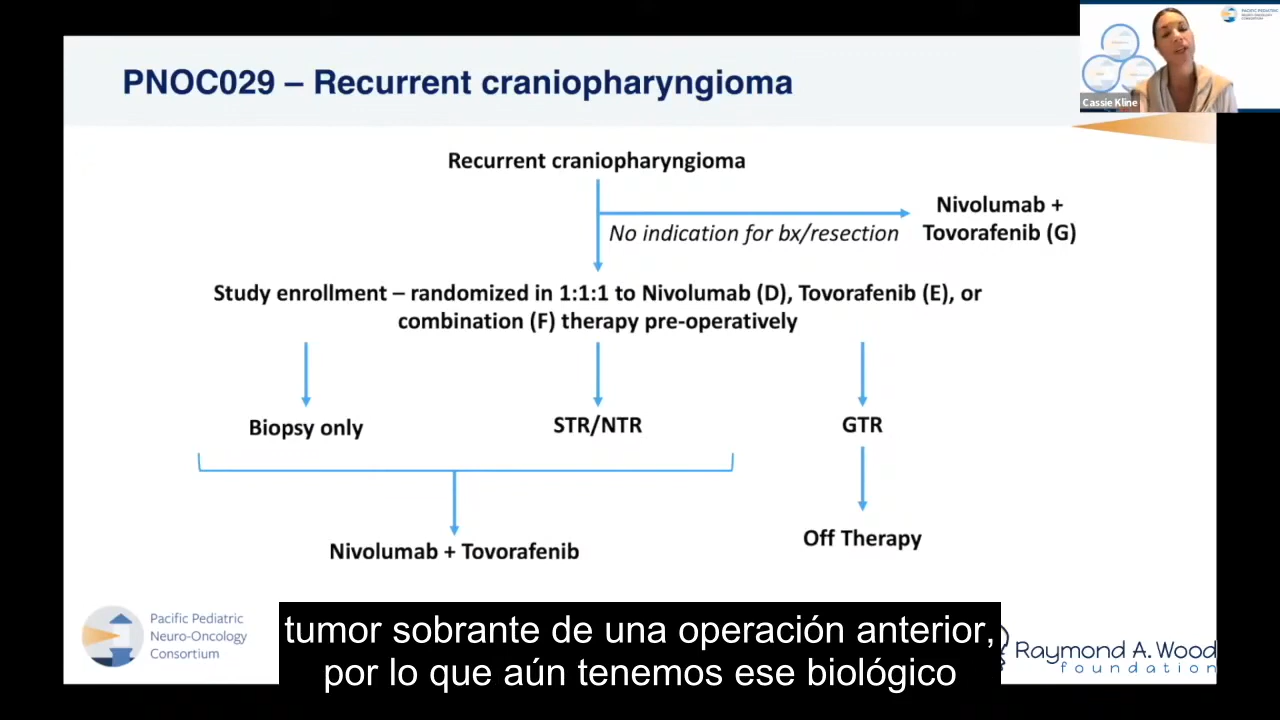 PNOC029 – Recurrent craniopharyngioma
Cassie Kline
Recurrent craniopharyngioma
Nivolumab +
Tovorafenib (G)
No indication for bx/resection
Study enrollment – randomized in 1:1:1 to Nivolumab (D), Tovorafenib (E), or
combination (F) therapy pre-operatively
Biopsy only
STR/NTR
GTR
Nivolumab + Tovorafenib
Off Therapy
Pacific Pediatric
Neuro-Oncology
Consortium
tumor sobrante de una operación anterior,
por lo que aún tenemos ese biológico
Raymond A. Wood
foundation